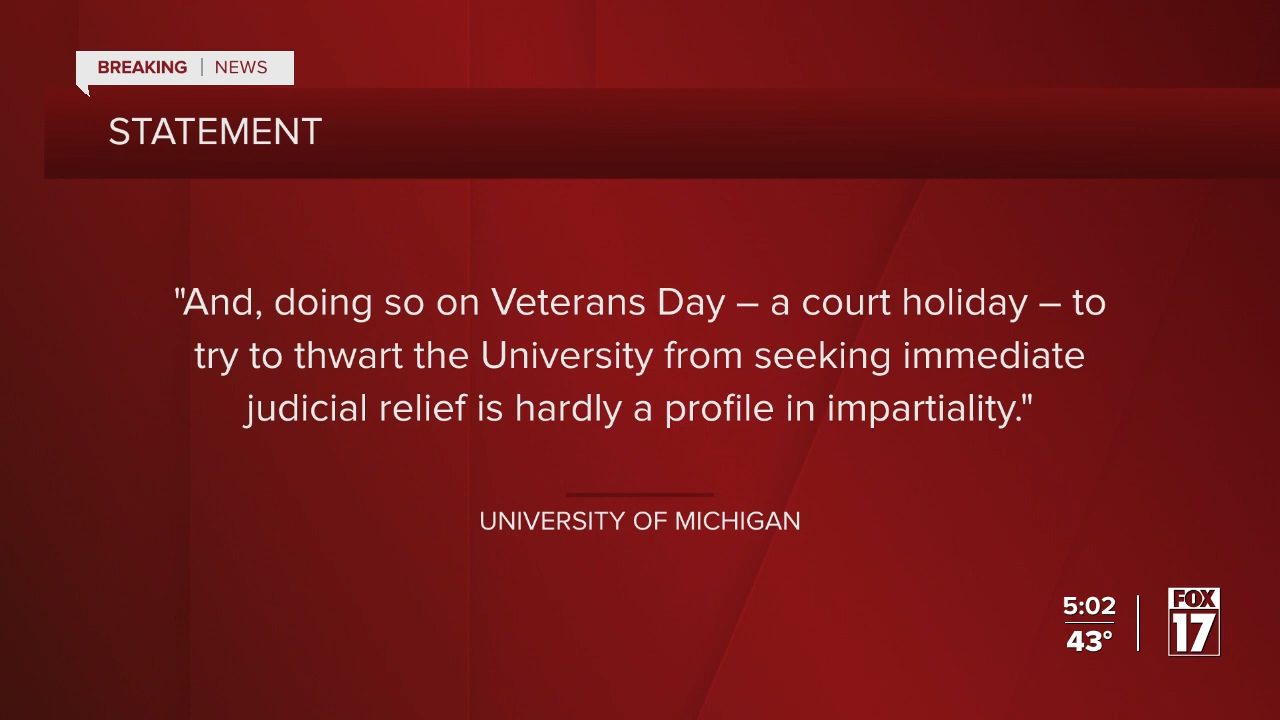 BREAKING | NEWS
STATEMENT
"And, doing so on Veterans Day – a court holiday – to
try to thwart the University from seeking immediate
judicial relief is hardly a profile in impartiality."
UNIVERSITY OF MICHIGAN
5:02
43°
FOX
17